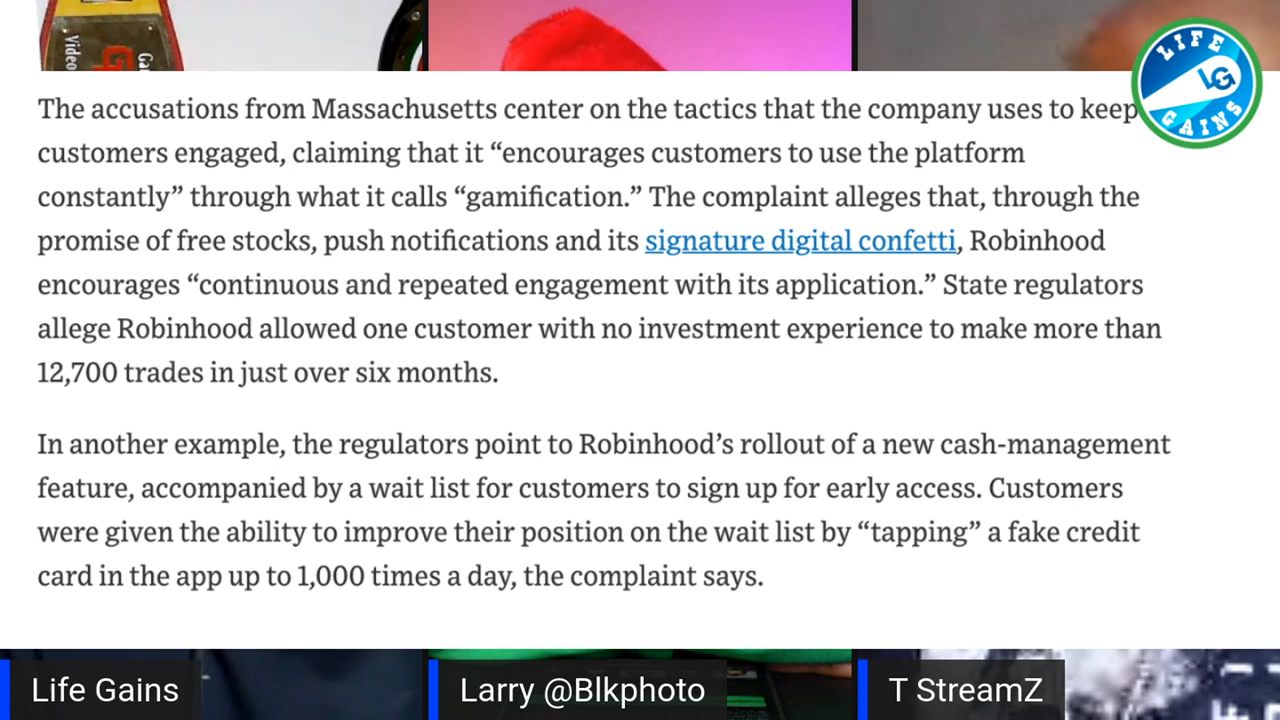 Video
Ga
G
LIFE
LG
GAINS
The accusations from Massachusetts center on the tactics that the company uses to keep
customers engaged, claiming that it “encourages customers to use the platform
constantly” through what it calls “gamification.” The complaint alleges that, through the
promise of free stocks, push notifications and its signature digital confetti, Robinhood
encourages “continuous and repeated engagement with its application.” State regulators
allege Robinhood allowed one customer with no investment experience to make more than
12,700 trades in just over six months.
In another example, the regulators point to Robinhood’s rollout of a new cash-management
feature, accompanied by a wait list for customers to sign up for early access. Customers
were given the ability to improve their position on the wait list by “tapping” a fake credit
card in the app up to 1,000 times a day, the complaint says.
Life Gains
Larry @Blkphoto
T StreamZ